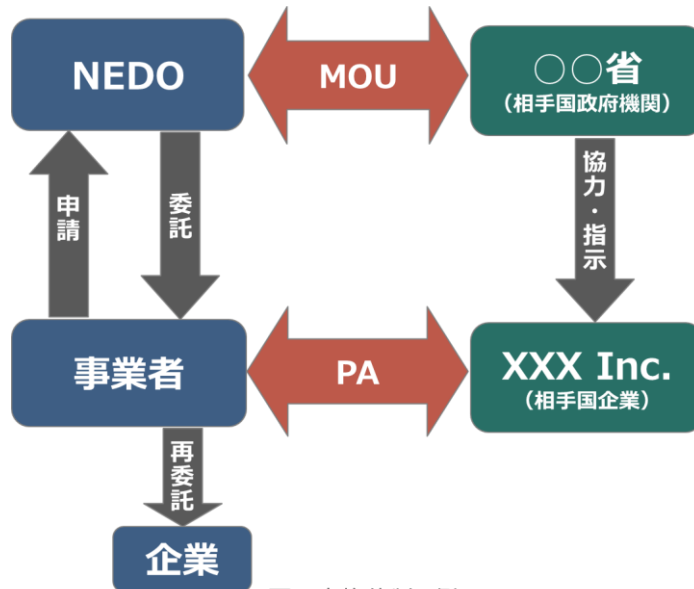 NEDO
MOU
○○省
(相手国政府機関)
申請
委託
協力・指示
事業者
PA
XXX Inc.
(相手国企業)
再委託
企業